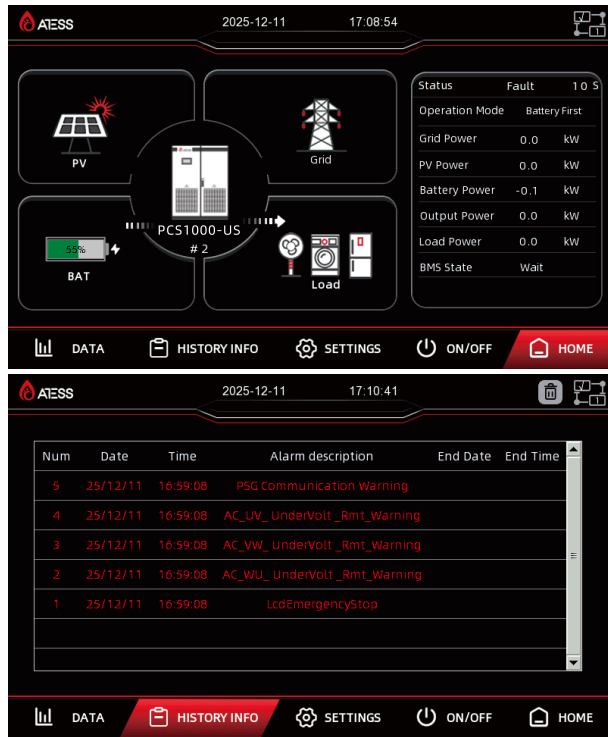 ATESS 2025-12-11 17:08:54
1
Status Fault 10 S
Operation Mode Battery First
Grid Power 0.0 kW
PV Power 0.0 kW
Battery Power -0.1 kW
Output Power 0.0 kW
Load Power 0.0 kW
BMS State Wait
PV
Grid
PCS1000-US
#2
55%
BAT
Load
DATA HISTORY INFO SETTINGS ON/OFF HOME
ATESS 2025-12-11 17:10:41
1
Num Date Time Alarm description End Date End Time
5 25/12/11 16:59:08 PSG Communication Warning
4 25/12/11 16:59:08 AC_UV_ UnderVolt _Rmt_Warning
3 25/12/11 16:59:08 AC_VW_ UnderVolt _Rmt_Warning
2 25/12/11 16:59:08 AC_WU_ UnderVolt _Rmt_Warning
1 25/12/11 16:59:08 LcdEmergencyStop
DATA HISTORY INFO SETTINGS ON/OFF HOME